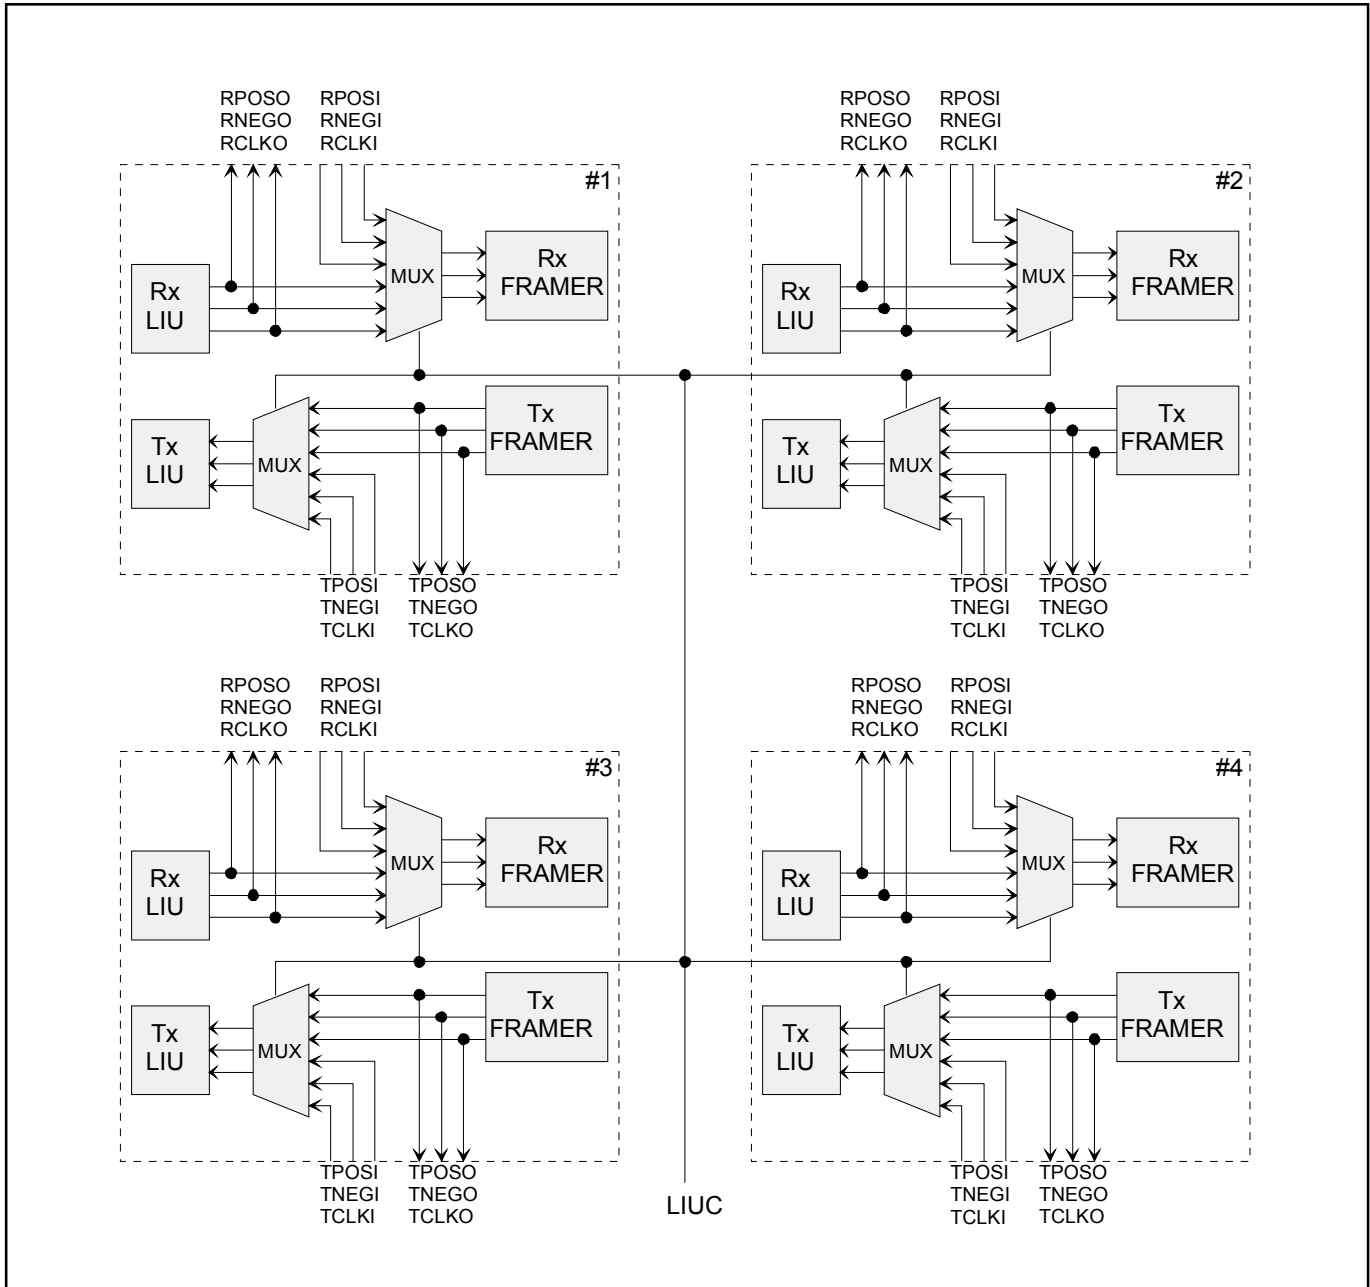 RPOSO RPOSI
RNEGO RNEGI
RCLKO RCLKI
#1
MUX
Rx
FRAMER
Rx
LIU
Tx
FRAMER
Tx
LIU
MUX
TPOSI TPOSO
TNEGI TNEGO
TCLKI TCLKO
RPOSO RPOSI
RNEGO RNEGI
RCLKO RCLKI
#2
MUX
Rx
FRAMER
Rx
LIU
Tx
FRAMER
Tx
LIU
MUX
TPOSI TPOSO
TNEGI TNEGO
TCLKI TCLKO
RPOSO RPOSI
RNEGO RNEGI
RCLKO RCLKI
#3
MUX
Rx
FRAMER
Rx
LIU
Tx
FRAMER
Tx
LIU
MUX
TPOSI TPOSO
TNEGI TNEGO
TCLKI TCLKO
RPOSO RPOSI
RNEGO RNEGI
RCLKO RCLKI
#4
MUX
Rx
FRAMER
Rx
LIU
Tx
FRAMER
Tx
LIU
MUX
TPOSI TPOSO
TNEGI TNEGO
TCLKI TCLKO
LIUC